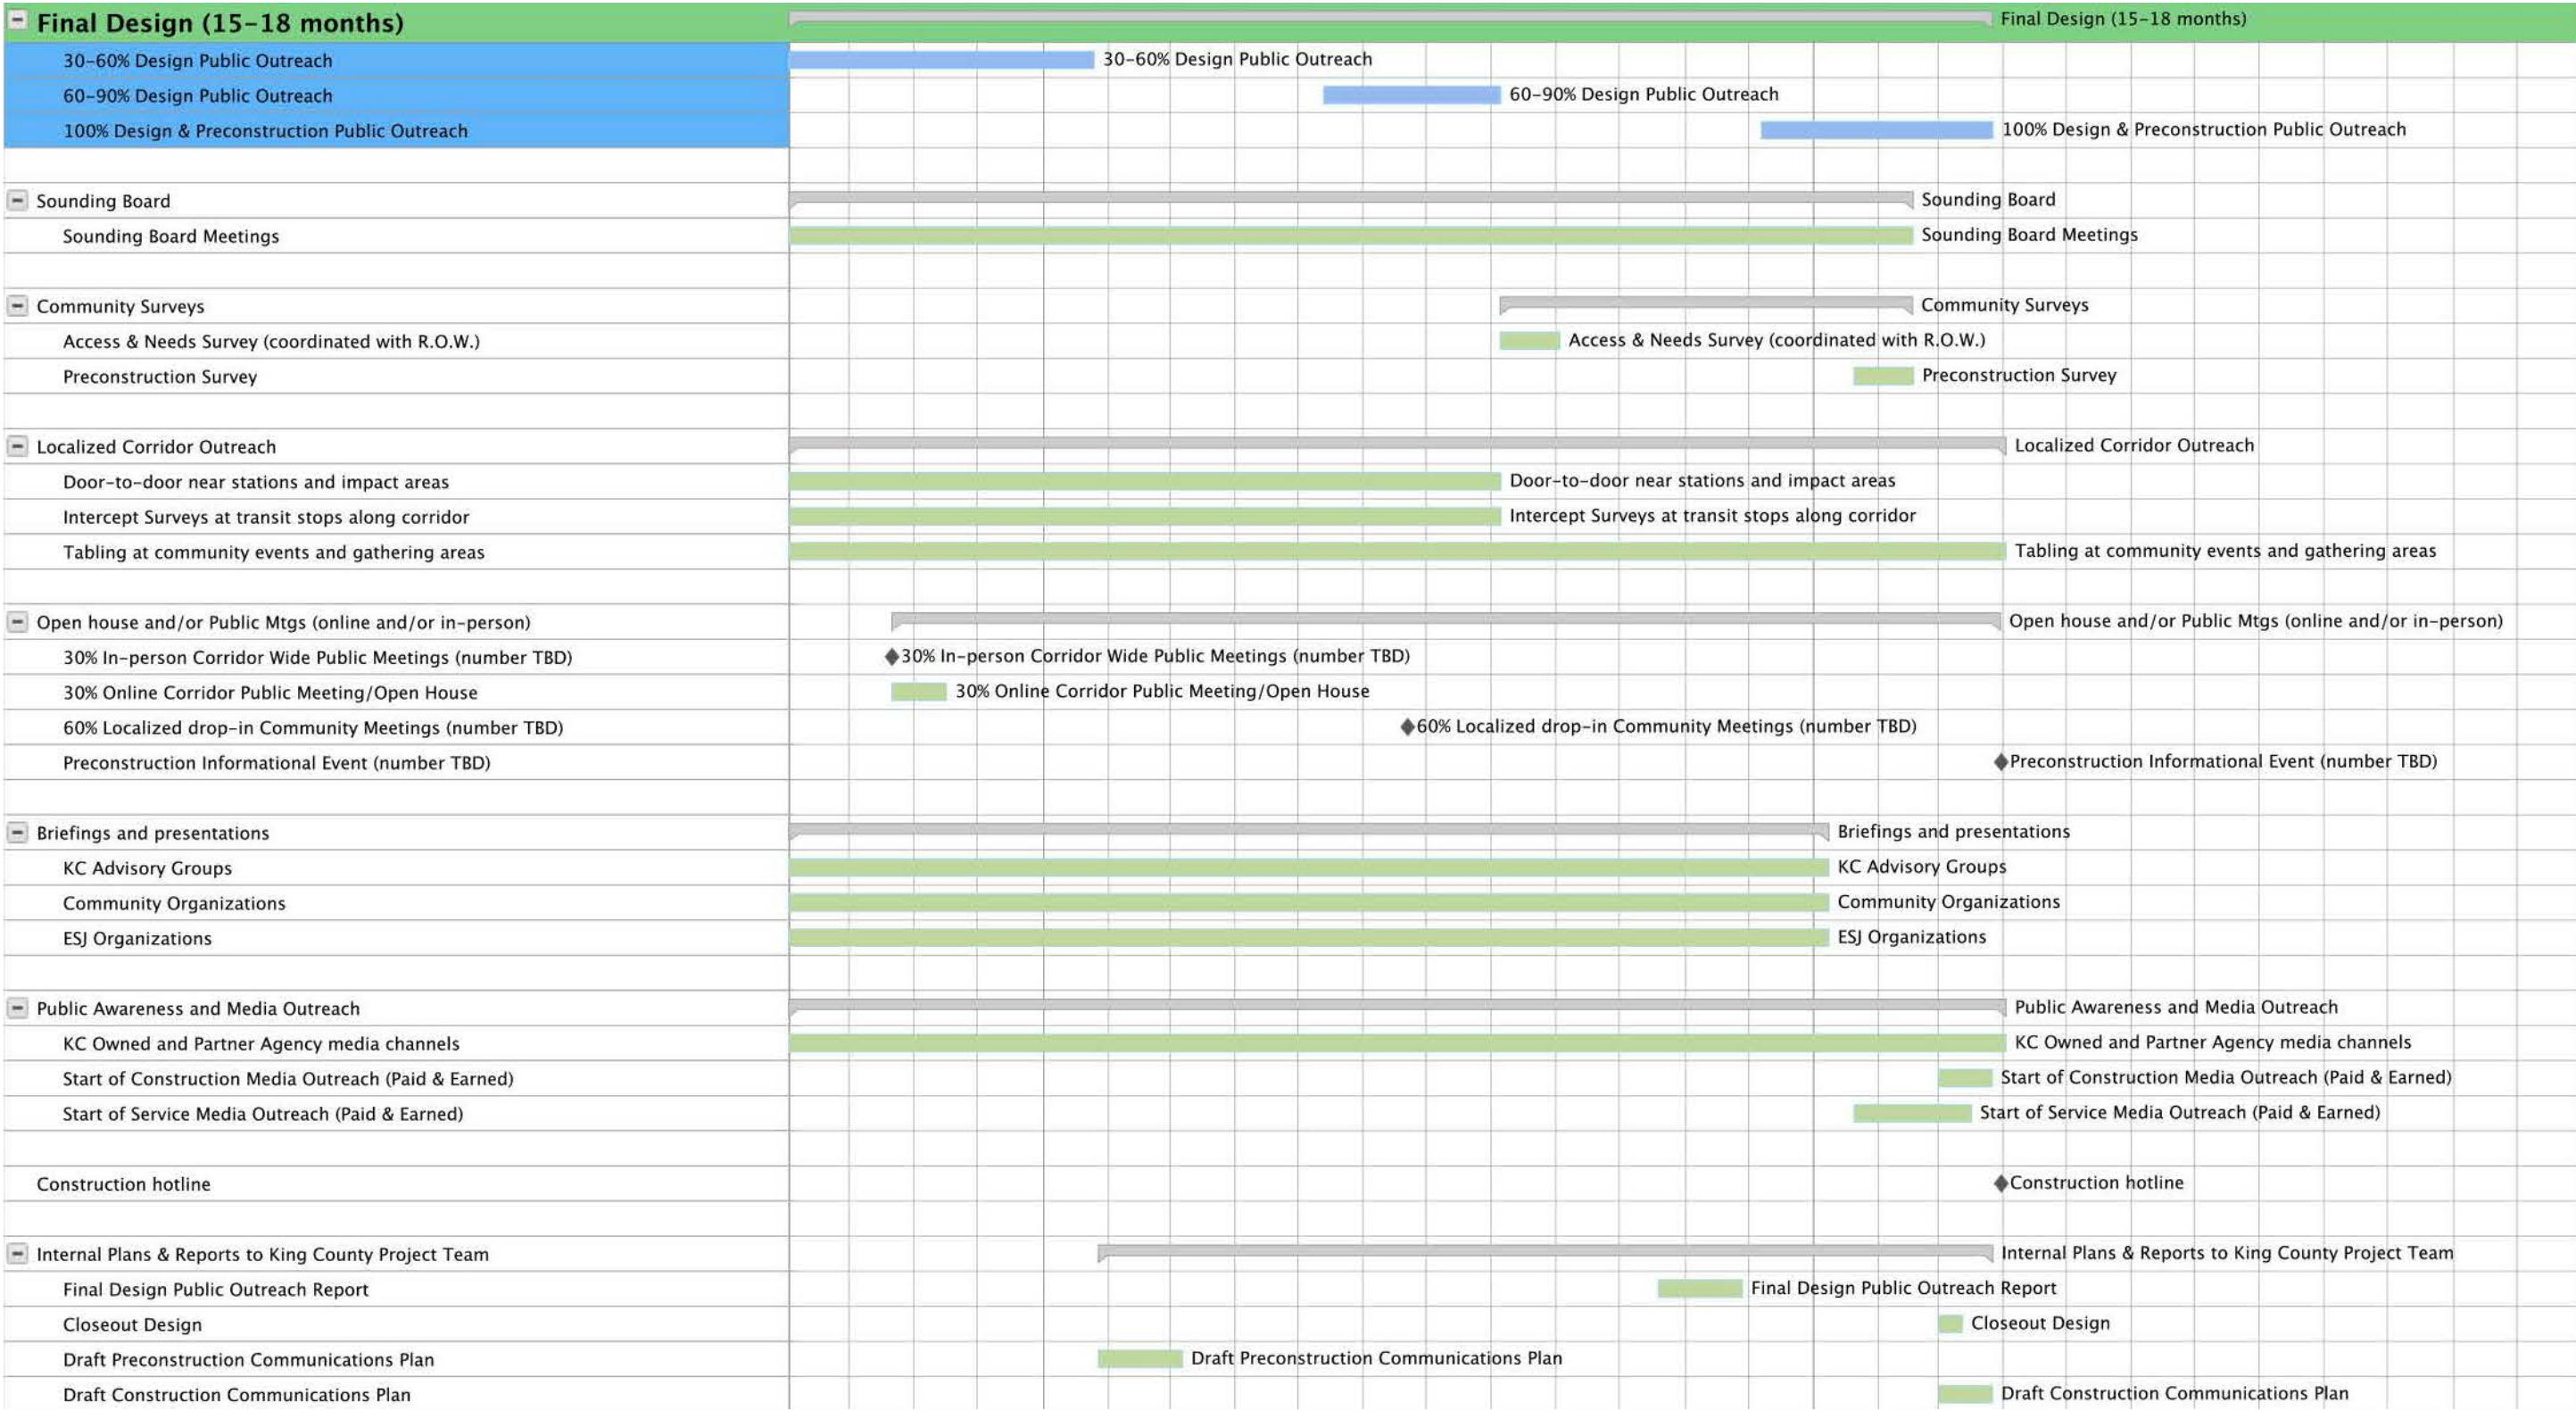 Final Design (15-18 months) Final Design (15-18 months)
30-60% Design Public Outreach 30-60% Design Public Outreach
60-90% Design Public Outreach 60-90% Design Public Outreach
100% Design & Preconstruction Public Outreach 100% Design & Preconstruction Public Outreach
Sounding Board Sounding Board
Sounding Board Meetings Sounding Board Meetings
Community Surveys Community Surveys
Access & Needs Survey (coordinated with R.O.W.) Access & Needs Survey (coordinated with R.O.W.)
Preconstruction Survey Preconstruction Survey
Localized Corridor Outreach Localized Corridor Outreach
Door-to-door near stations and impact areas Door-to-door near stations and impact areas
Intercept Surveys at transit stops along corridor Intercept Surveys at transit stops along corridor
Tabling at community events and gathering areas Tabling at community events and gathering areas
Open house and/or Public Mtgs (online and/or in-person) Open house and/or Public Mtgs (online and/or in-person)
30% In-person Corridor Wide Public Meetings (number TBD) 30% In-person Corridor Wide Public Meetings (number TBD)
30% Online Corridor Public Meeting/Open House 30% Online Corridor Public Meeting/Open House
60% Localized drop-in Community Meetings (number TBD) 60% Localized drop-in Community Meetings (number TBD)
Preconstruction Informational Event (number TBD) Preconstruction Informational Event (number TBD)
Briefings and presentations Briefings and presentations
KC Advisory Groups KC Advisory Groups
Community Organizations Community Organizations
ESJ Organizations ESJ Organizations
Public Awareness and Media Outreach Public Awareness and Media Outreach
KC Owned and Partner Agency media channels KC Owned and Partner Agency media channels
Start of Construction Media Outreach (Paid & Earned) Start of Construction Media Outreach (Paid & Earned)
Start of Service Media Outreach (Paid & Earned) Start of Service Media Outreach (Paid & Earned)
Construction hotline Construction hotline
Internal Plans & Reports to King County Project Team Internal Plans & Reports to King County Project Team
Final Design Public Outreach Report Final Design Public Outreach Report
Closeout Design Closeout Design
Draft Preconstruction Communications Plan Draft Preconstruction Communications Plan
Draft Construction Communications Plan Draft Construction Communications Plan